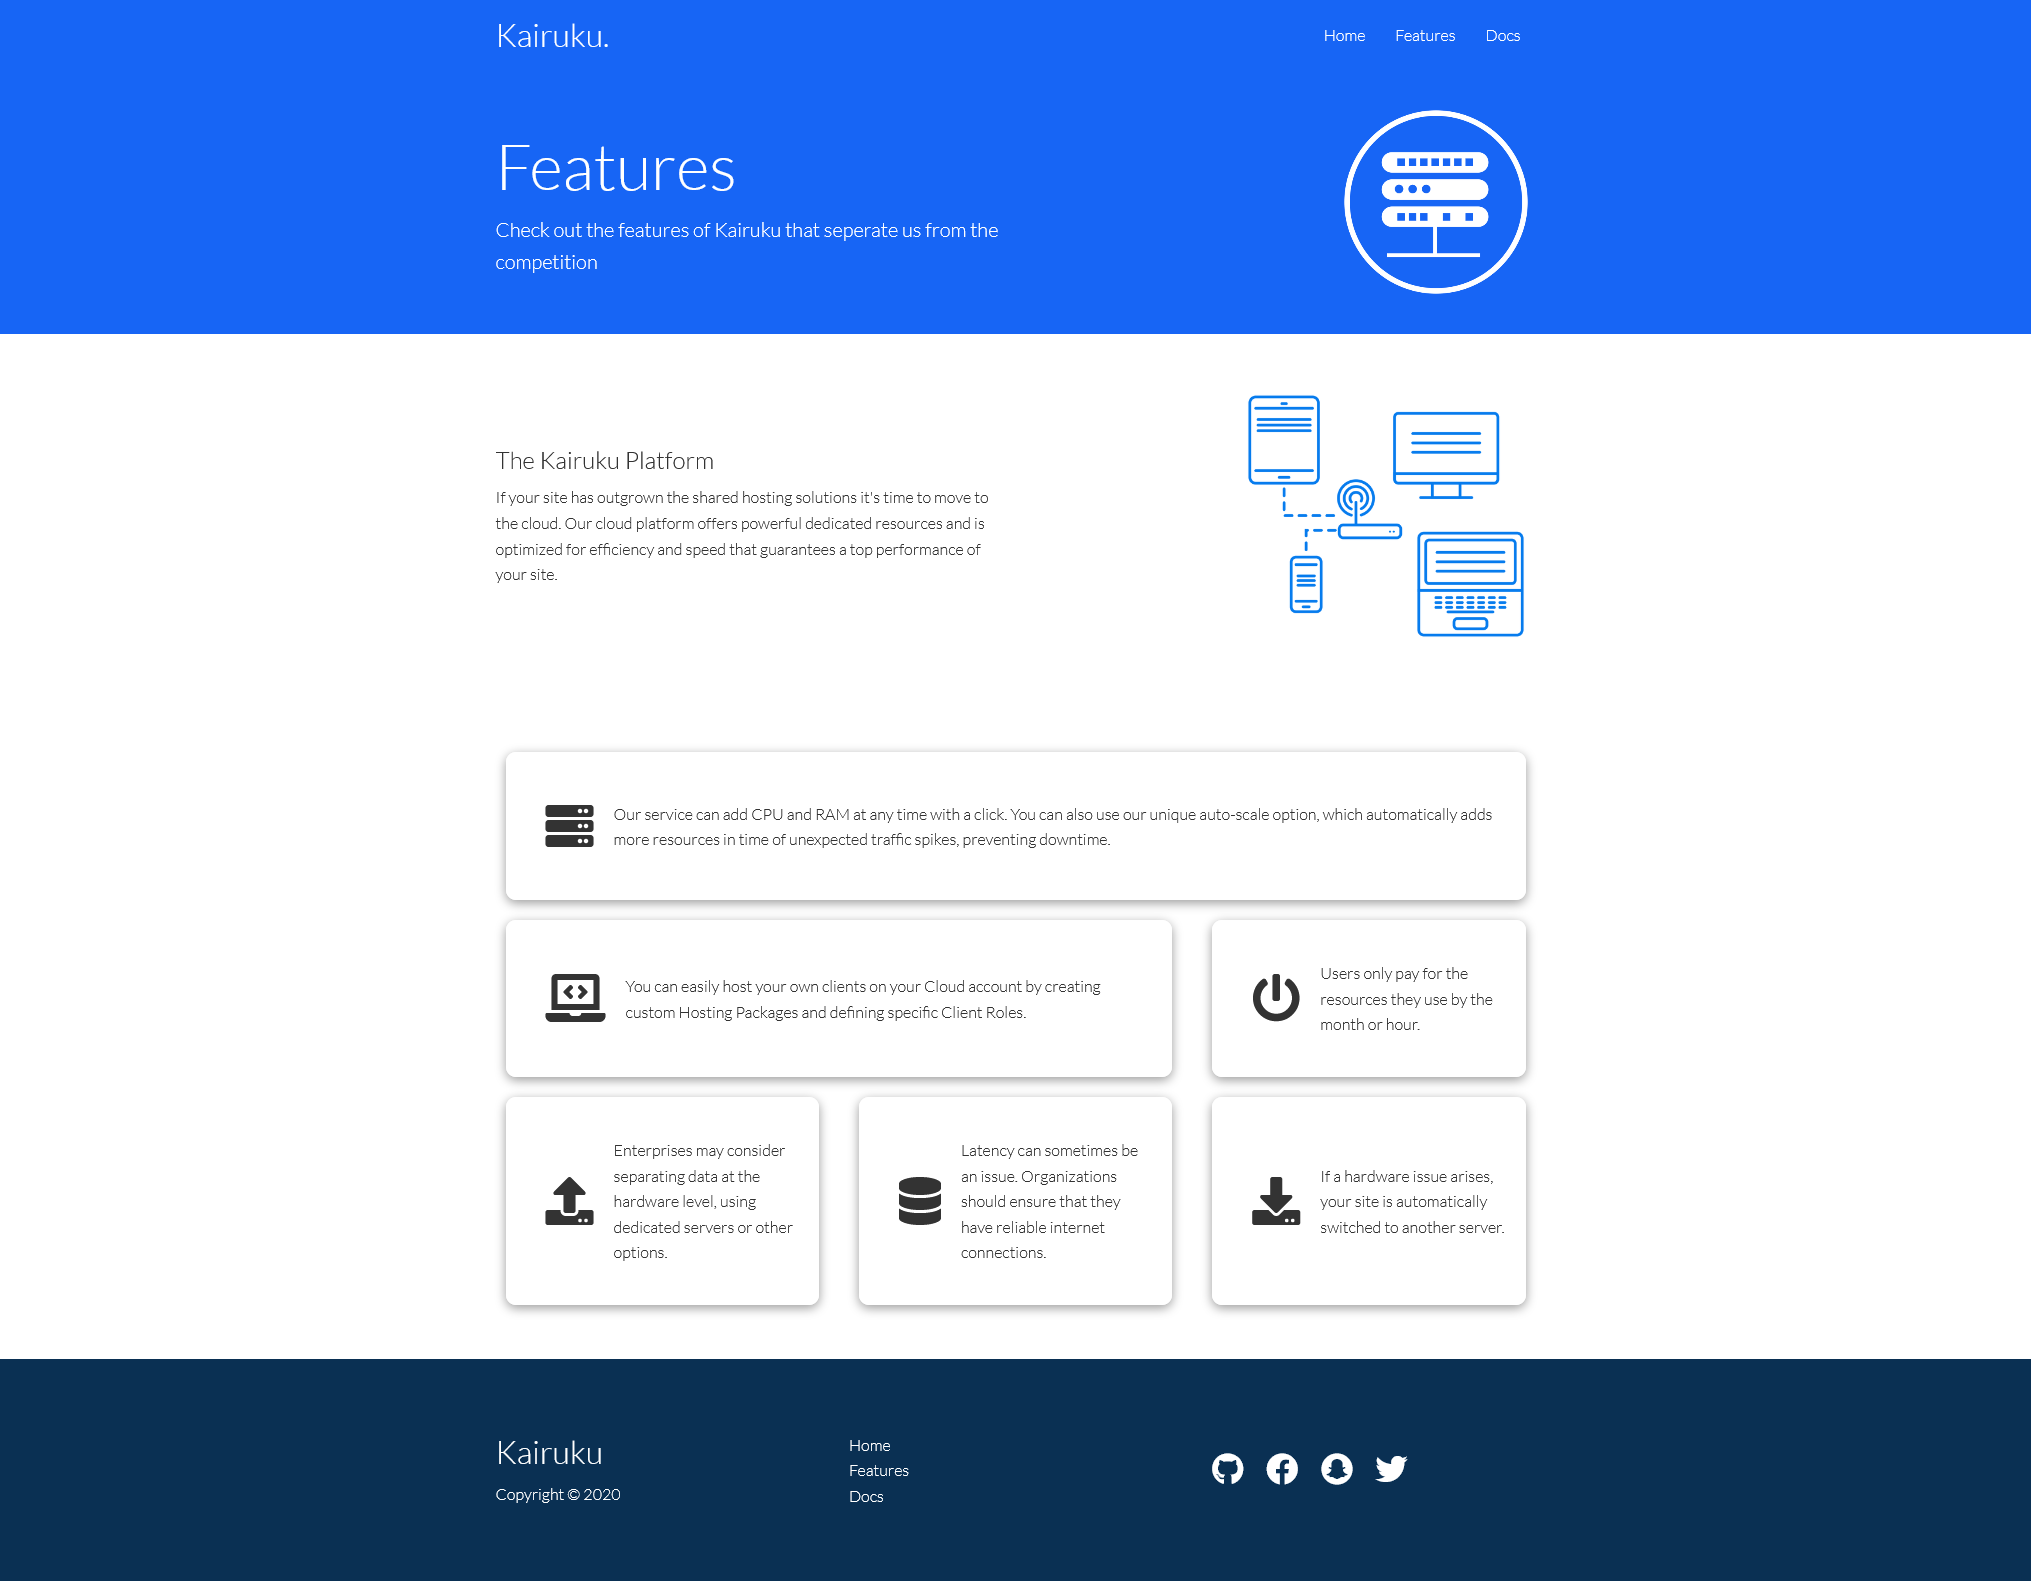 Kairuku.
Home Features Docs
Features
Check out the features of Kairuku that seperate us from the
competition
The Kairuku Platform
If your site has outgrown the shared hosting solutions it's time to move to
the cloud. Our cloud platform offers powerful dedicated resources and is
optimized for efficiency and speed that guarantees a top performance of
your site.
Our service can add CPU and RAM at any time with a click. You can also use our unique auto-scale option, which automatically adds
more resources in time of unexpected traffic spikes, preventing downtime.
You can easily host your own clients on your Cloud account by creating
custom Hosting Packages and defining specific Client Roles.
Users only pay for the
resources they use by the
month or hour.
Enterprises may consider
separating data at the
hardware level, using
dedicated servers or other
options.
Latency can sometimes be
an issue. Organizations
should ensure that they
have reliable internet
connections.
If a hardware issue arises,
your site is automatically
switched to another server.
Kairuku
Copyright © 2020
Home
Features
Docs